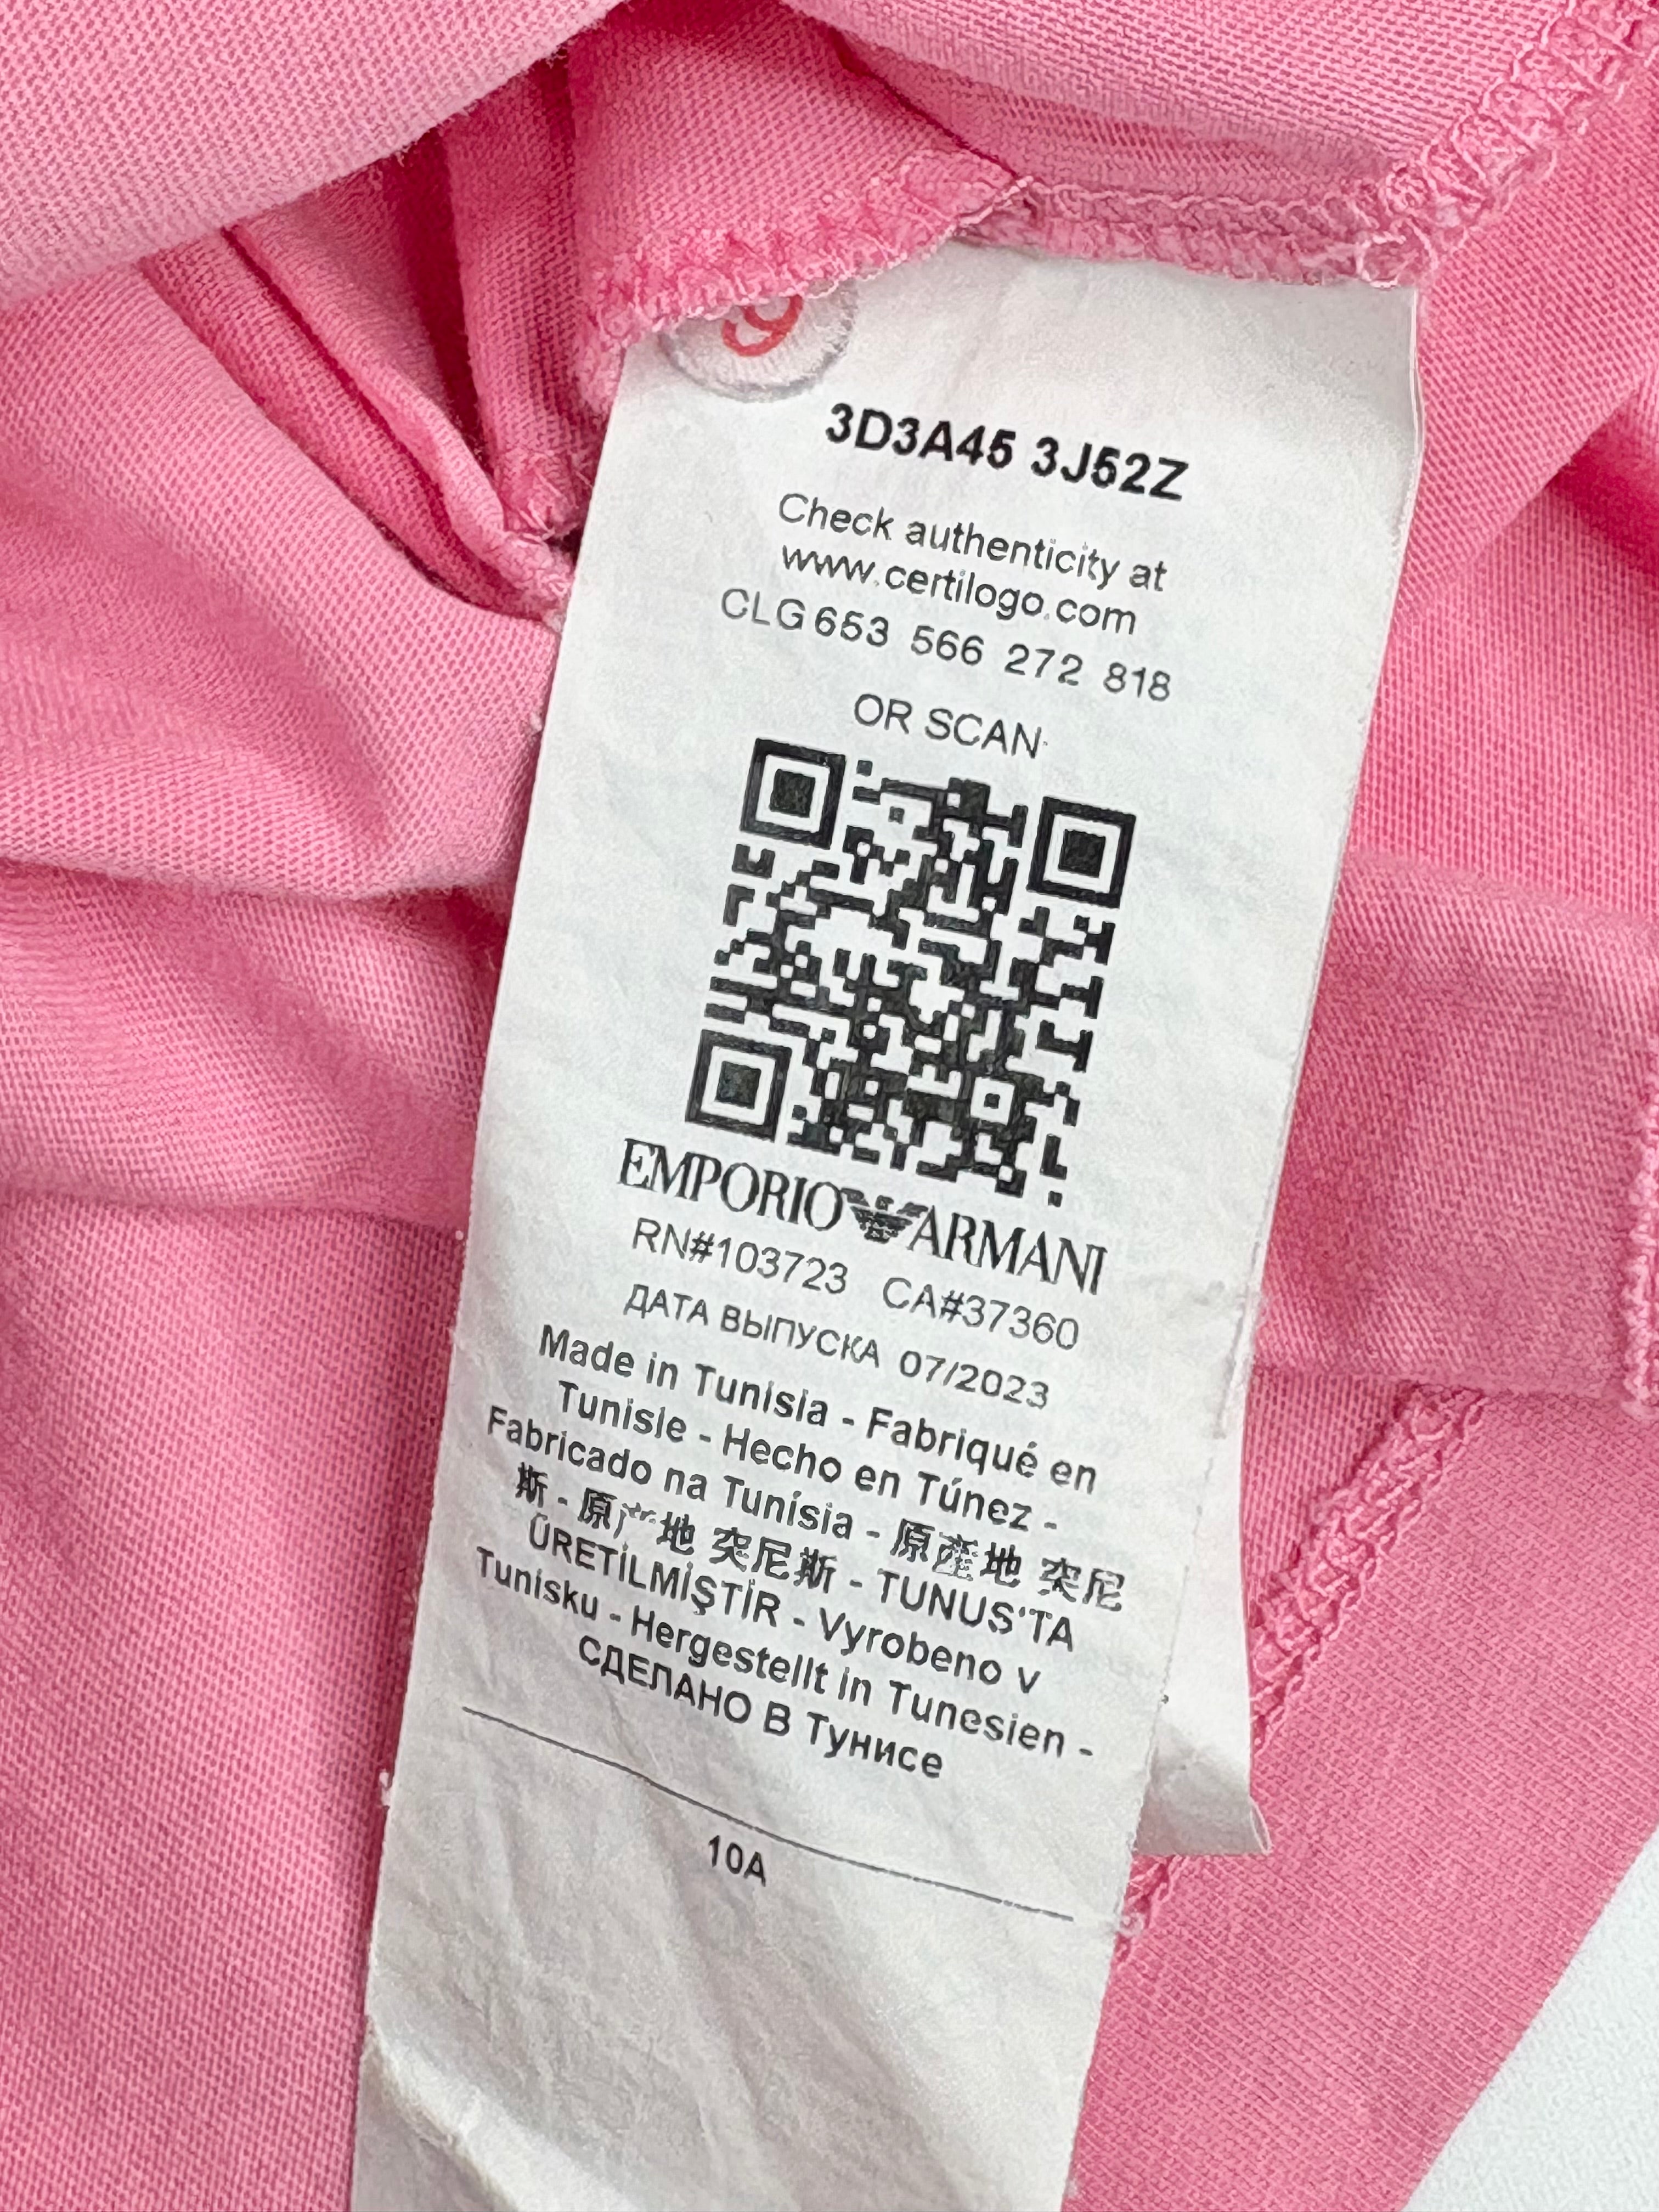 3D3A45 3J52Z
Check authenticity at
www.certilogo.com
CLG 653 566 272 818
OR SCAN
EMPORIO ARMANI
RN#103723 CA#37360
ДАТА ВЫПУСКА 07/2023
Made in Tunisia - Fabriqué en
Tunisie - Hecho en Túnez -
Fabricado na Tunísia - 原產地 突尼
斯 - 原产地 突尼斯 - TUNUS'TA
ÜRETİLMİŞTİR - Vyrobeno v
Tunisku - Hergestellt in Tunesien -
СДЕЛАНО В Тунисе
10A